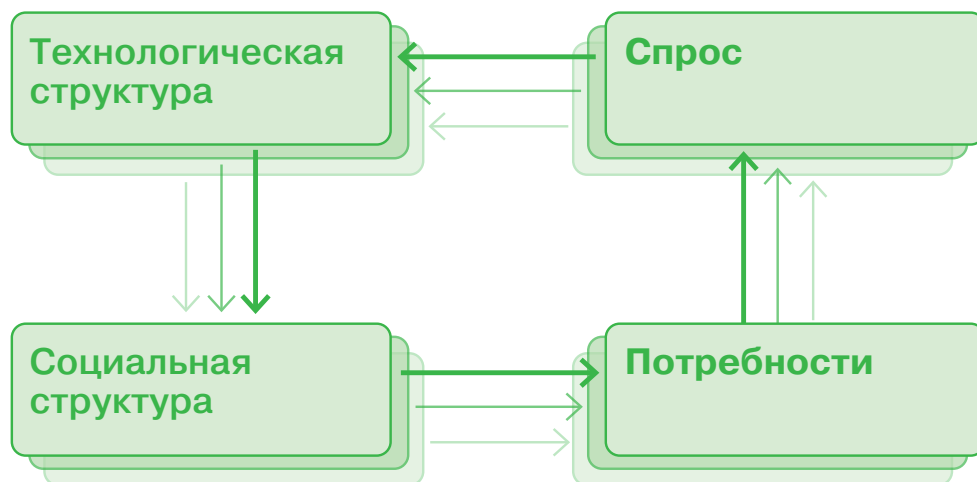 Технологическая
структура
Спрос
Социальная
структура
Потребности